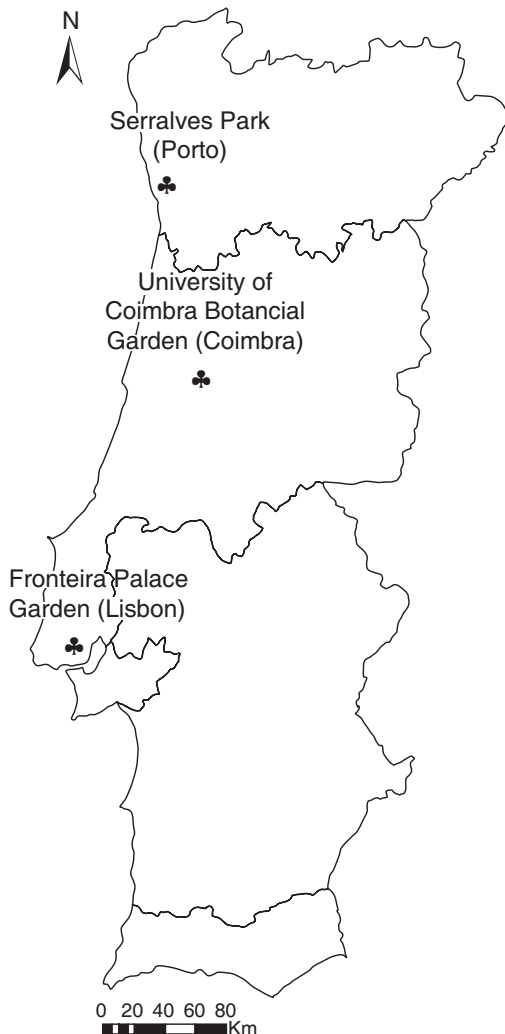 N
Serralves Park
(Porto)
University of
Coimbra Botancial
Garden (Coimbra)
Fronteira Palace
Garden (Lisbon)
0 20 40 60 80
Km